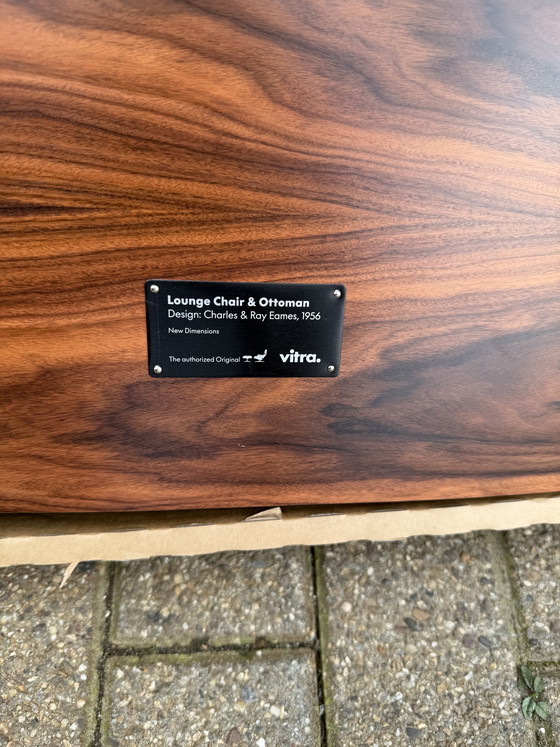 Lounge Chair & Ottoman
Design: Charles & Ray Eames, 1956
New Dimensions
The authorized Original vitra.